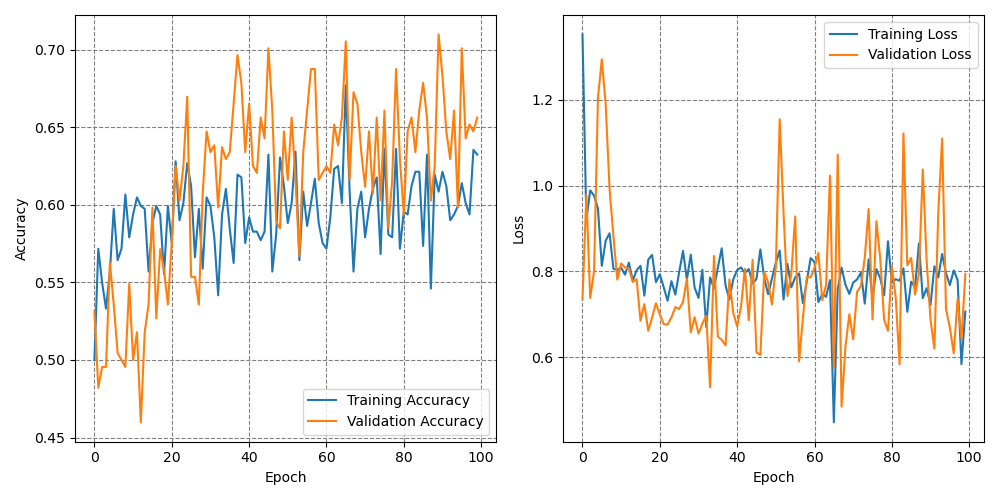 0.70
0.65
0.60
0.55
0.50
0.45
0
20
40
60
80
100
Accuracy
Epoch
Training Accuracy
Validation Accuracy
1.2
1.0
0.8
0.6
0
20
40
60
80
100
Loss
Epoch
Training Loss
Validation Loss